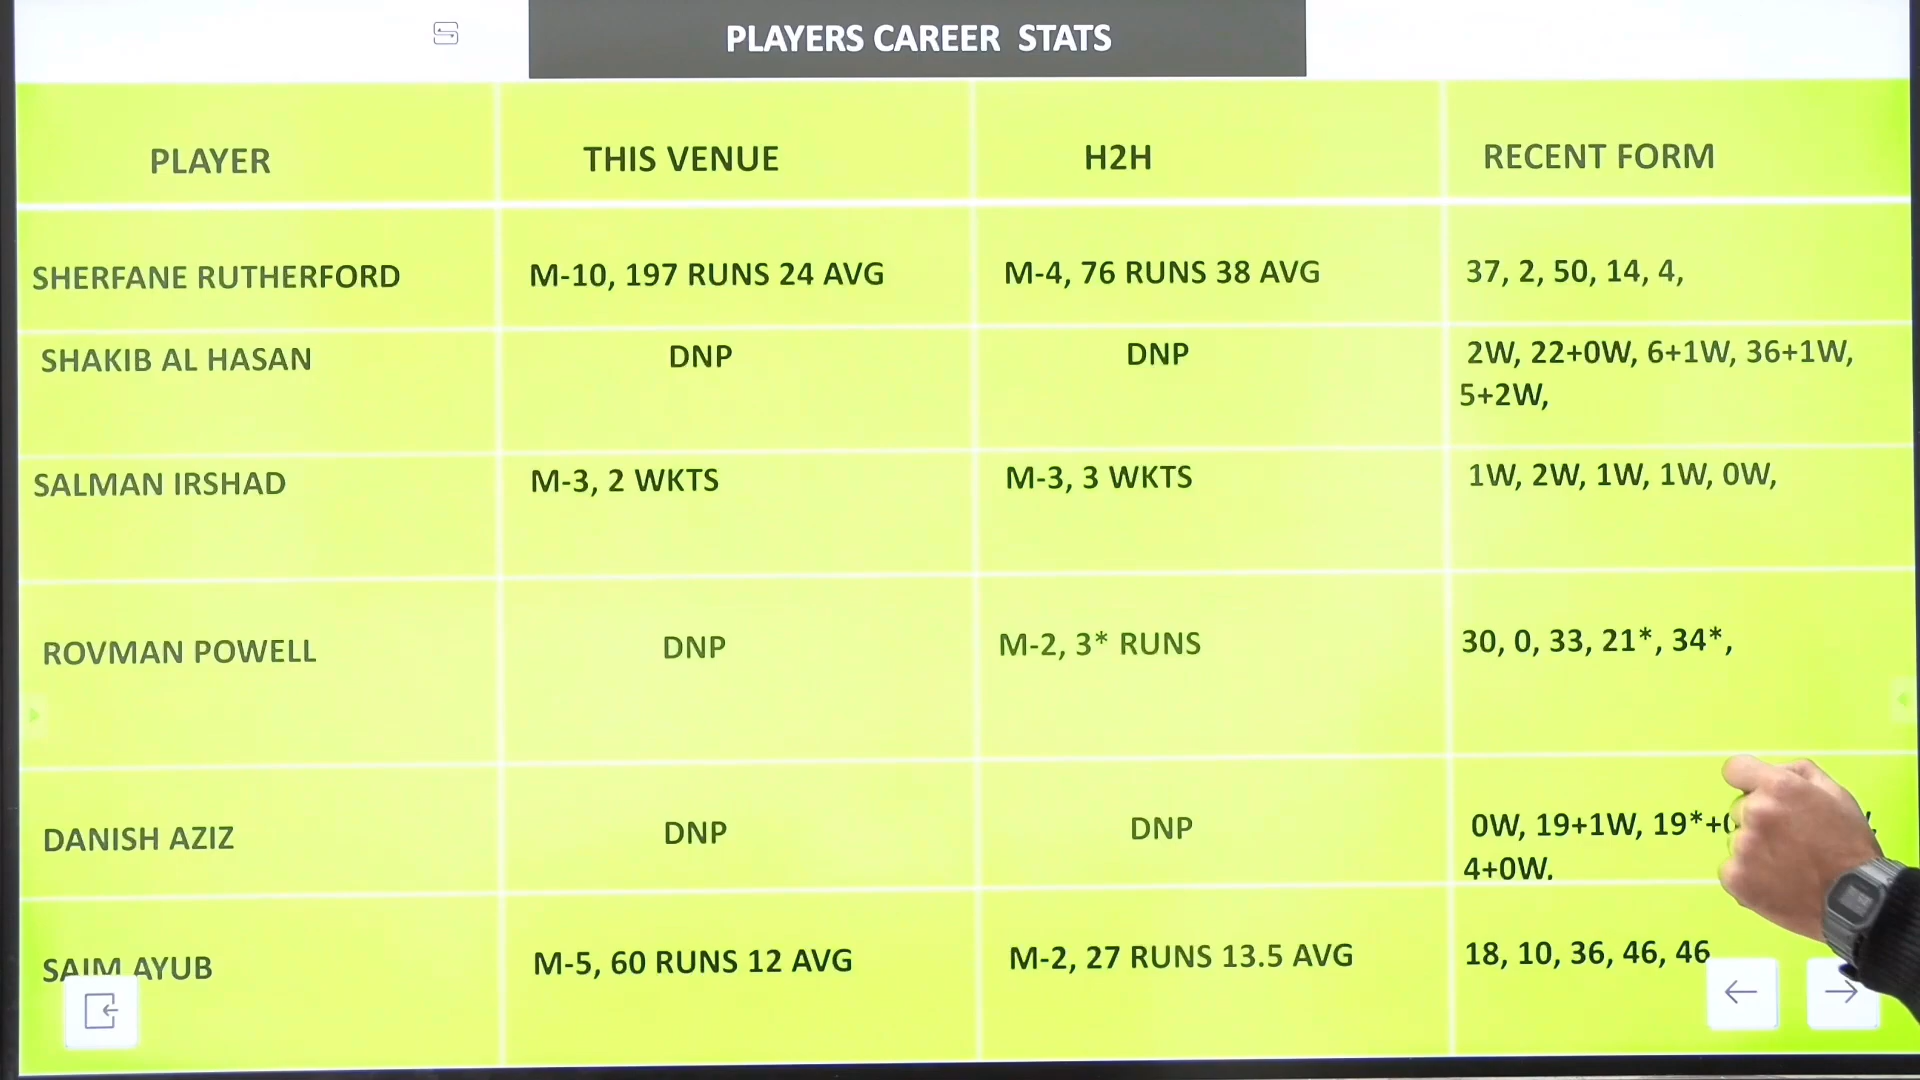 PLAYERS CAREER STATS
PLAYER THIS VENUE H2H RECENT FORM
SHERFANE RUTHERFORD M-10, 197 RUNS 24 AVG M-4, 76 RUNS 38 AVG 37, 2, 50, 14, 4,
SHAKIB AL HASAN DNP DNP 2W, 22+0W, 6+1W, 36+1W,
5+2W,
SALMAN IRSHAD M-3, 2 WKTS M-3, 3 WKTS 1W, 2W, 1W, 1W, 0W,
ROVMAN POWELL DNP M-2, 3* RUNS 30, 0, 33, 21*, 34*,
DANISH AZIZ DNP DNP 0W, 19+1W,
4+0W.
SAIM AYUB M-5, 60 RUNS 12 AVG M-2, 27 RUNS 13.5 AVG 18, 10, 36, 46, 46